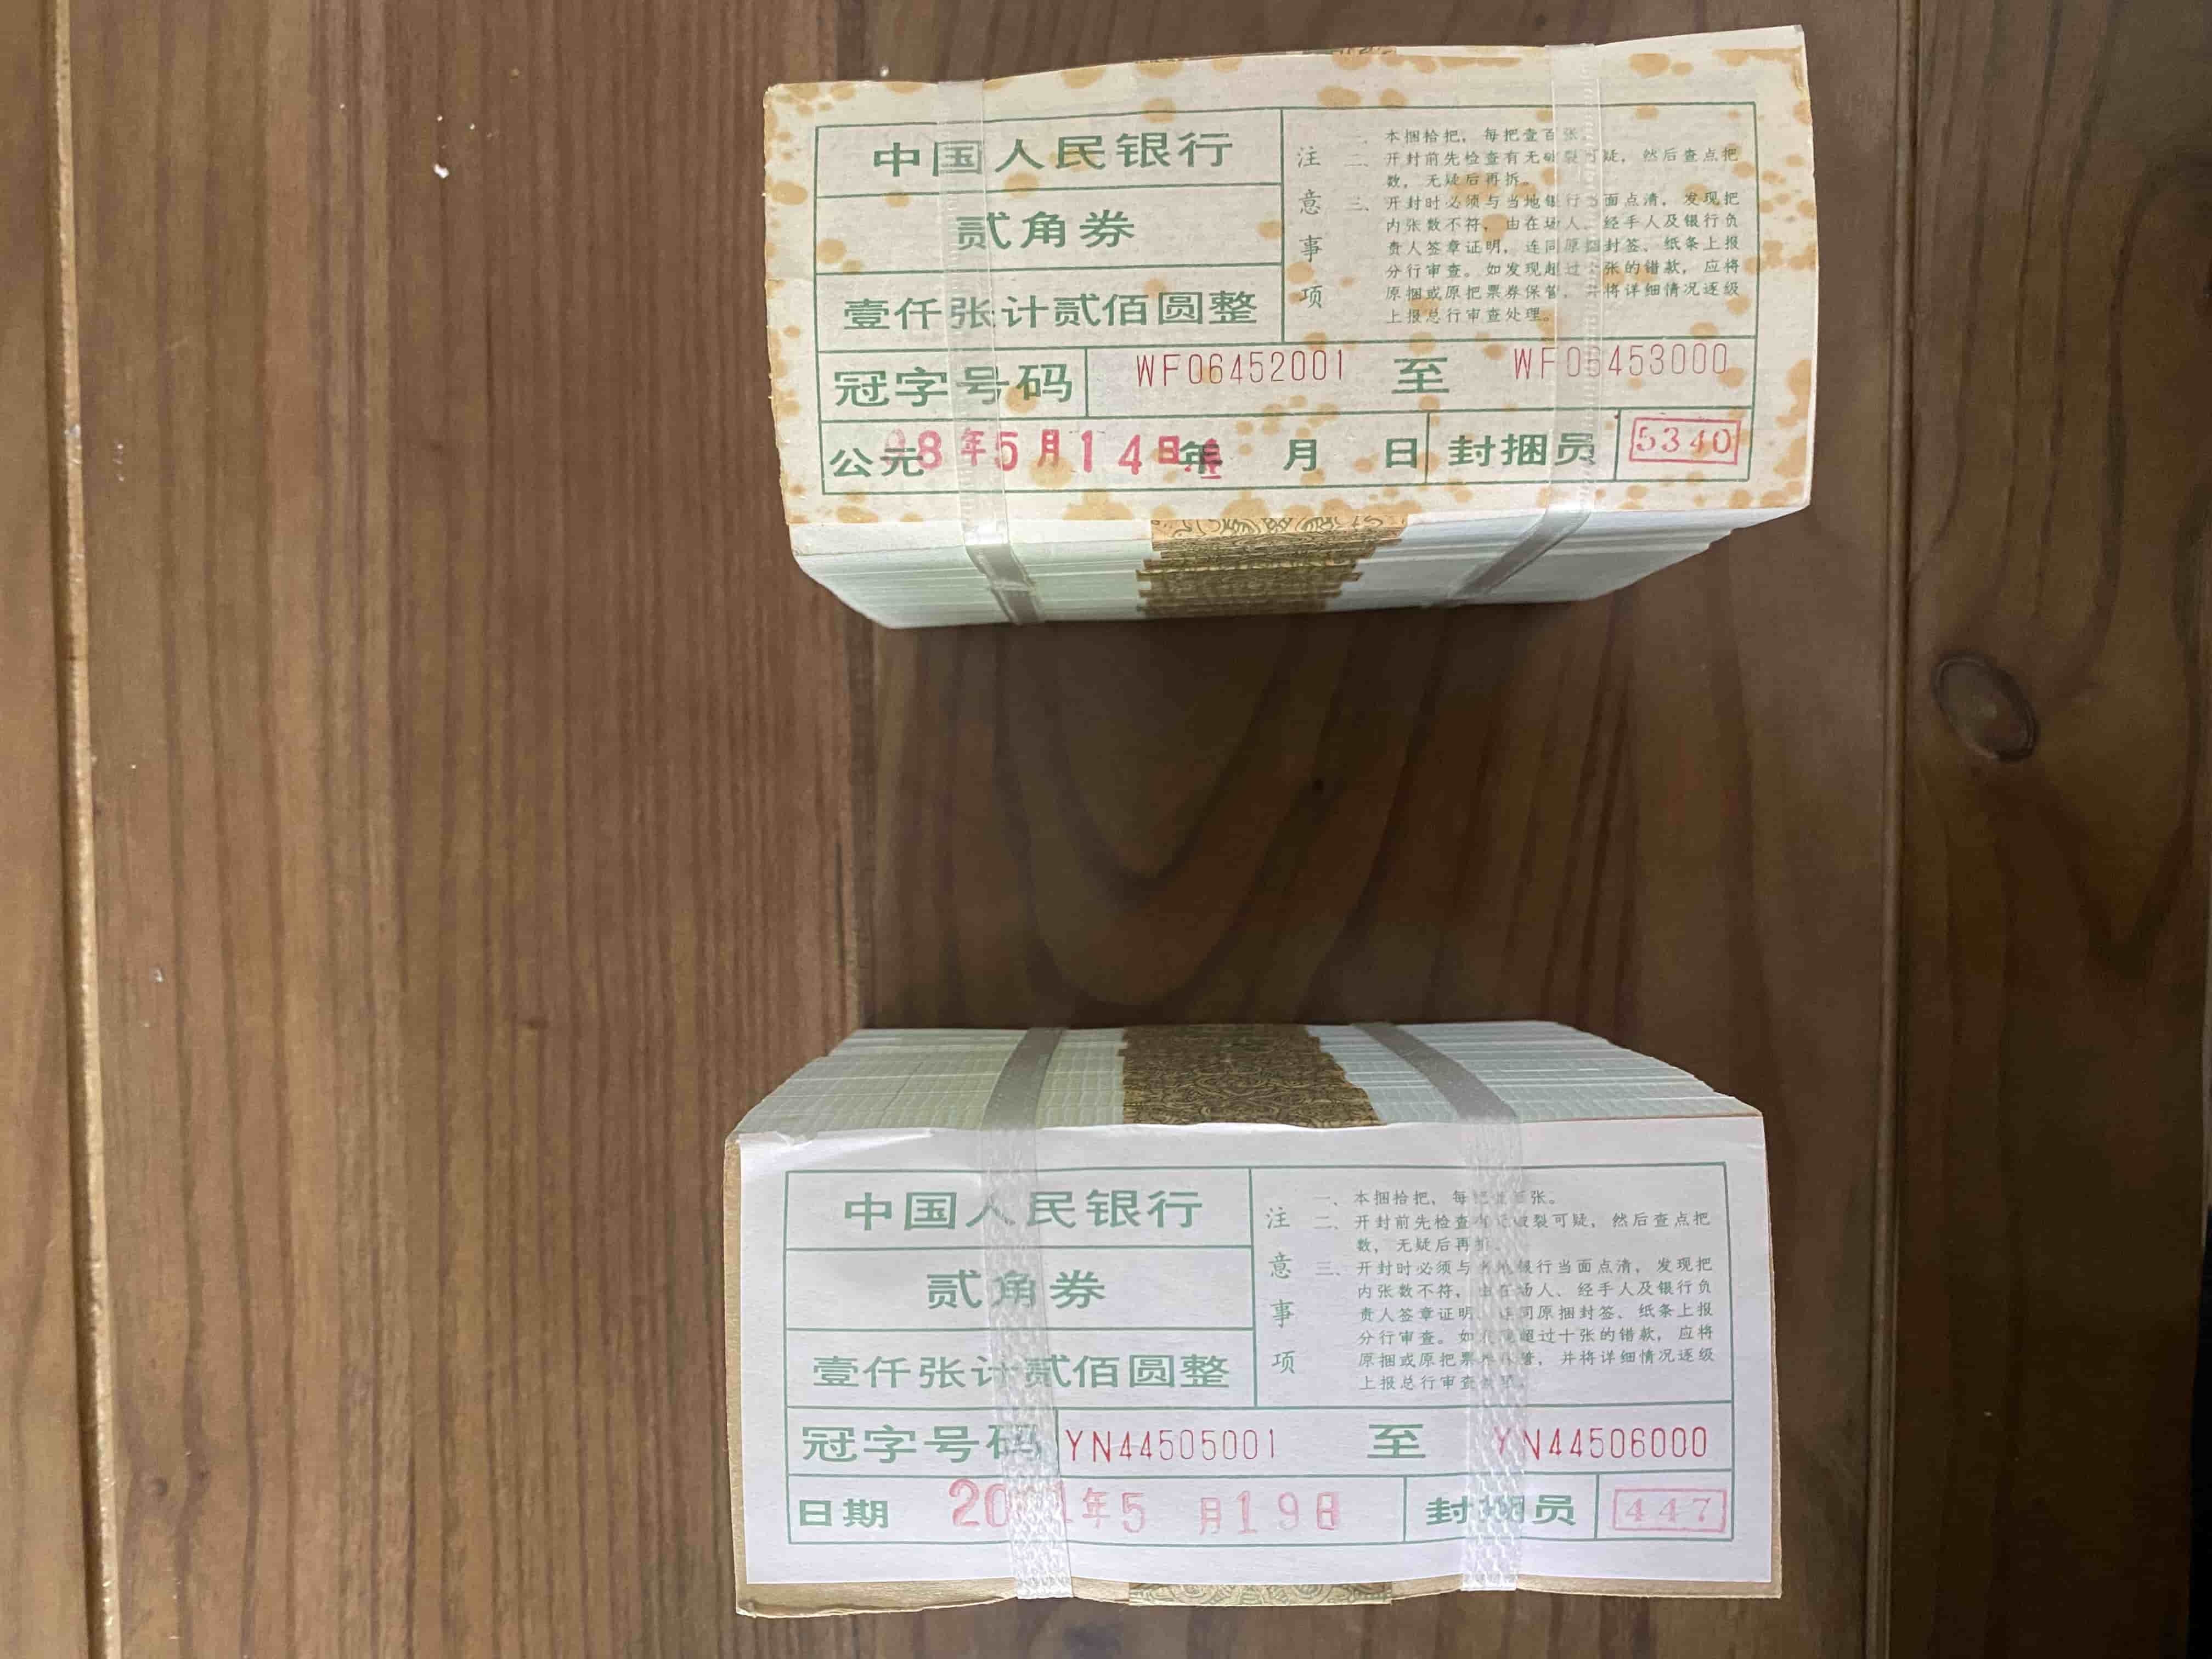 中国人民银行
贰角券
壹仟张计贰佰圆整
注意事项
一、本捆拾把，每把壹百张。
二、开封前先检查有无破裂可疑，然后查点把
数，无疑后再拆。
三、开封时必须与当地银行当面点清，发现把
内张数不符，由在场人、经手人及银行负
责人签章证明，连同原捆封签、纸条上报
分行审查。如发现超过十张的错款，应将
原捆或原把票券保管，并将详细情况逐级
上报总行审查处理。
冠字号码 WF06452001 至 WF06453000
公元 98年5月14日 年 月 日 封捆员 5340
中国人民银行
贰角券
壹仟张计贰佰圆整
注意事项
一、本捆拾把，每把壹百张。
二、开封前先检查有无破裂可疑，然后查点把
数，无疑后再拆。
三、开封时必须与当地银行当面点清，发现把
内张数不符，由在场人、经手人及银行负
责人签章证明，连同原捆封签、纸条上报
分行审查。如发现超过十张的错款，应将
原捆或原把票券保管，并将详细情况逐级
上报总行审查处理。
冠字号码 YN44505001 至 YN44506000
日期 2001年5月19日 封捆员 447